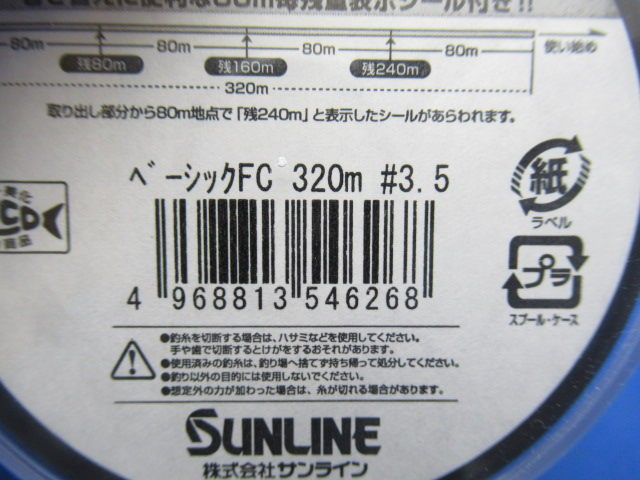 80m 80m 80m 80m 使い始め
残80m 残160m 残240m
320m
取り出し部分から80m地点で「残240m」と表示したシールがあらわれます。
ベーシックFC 320m #3.5
4 968813 546268
紙
ラベル
プラ
スプール・ケース
CD
●釣糸を切断する場合は、ハサミなどを使用してください。
手や歯で切断するとけがをするおそれがあります。
●使用済みの釣糸は、釣り場へ捨てず持ち帰って処分してください。
●釣り以外の目的には使用しないでください。
●想定外の力が加わった場合は、糸が切れる場合があります。
SUNLINE
株式会社サンライン